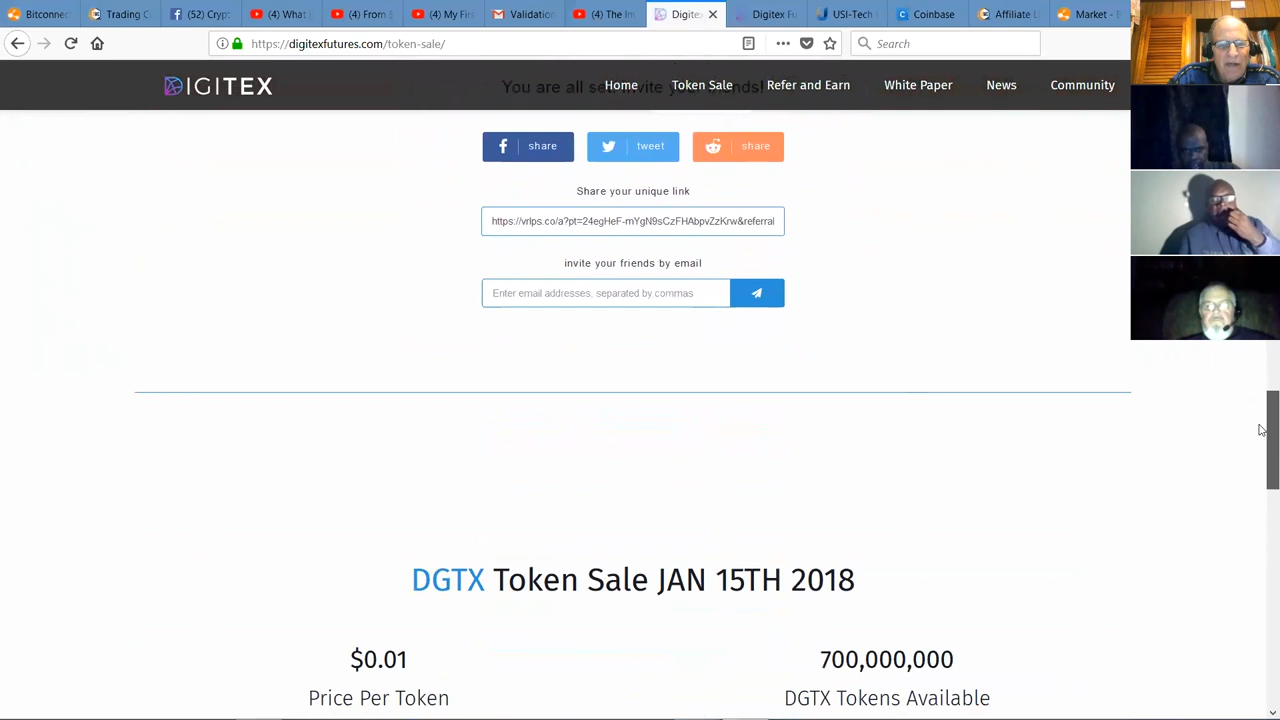 Bitconnec
Trading C
(52) Cryp
(4) What
(4) From S
(4) My Firs
Validation
(4) The Im
Digitex
Digitex Fu
USI-Tech
Coinbase
Affiliate L
Market - B
https://digitexfutures.com/token-sale/
Search
DIGITEX
Home
Token Sale
Refer and Earn
White Paper
News
Community
share
tweet
share
Share your unique link
https://vrlps.co/a?pt=24egHeF-mYgN9sCzFHAbpvZzKrw&referral
invite your friends by email
Enter email addresses, separated by commas
DGTX Token Sale JAN 15TH 2018
$0.01
700,000,000
Price Per Token
DGTX Tokens Available